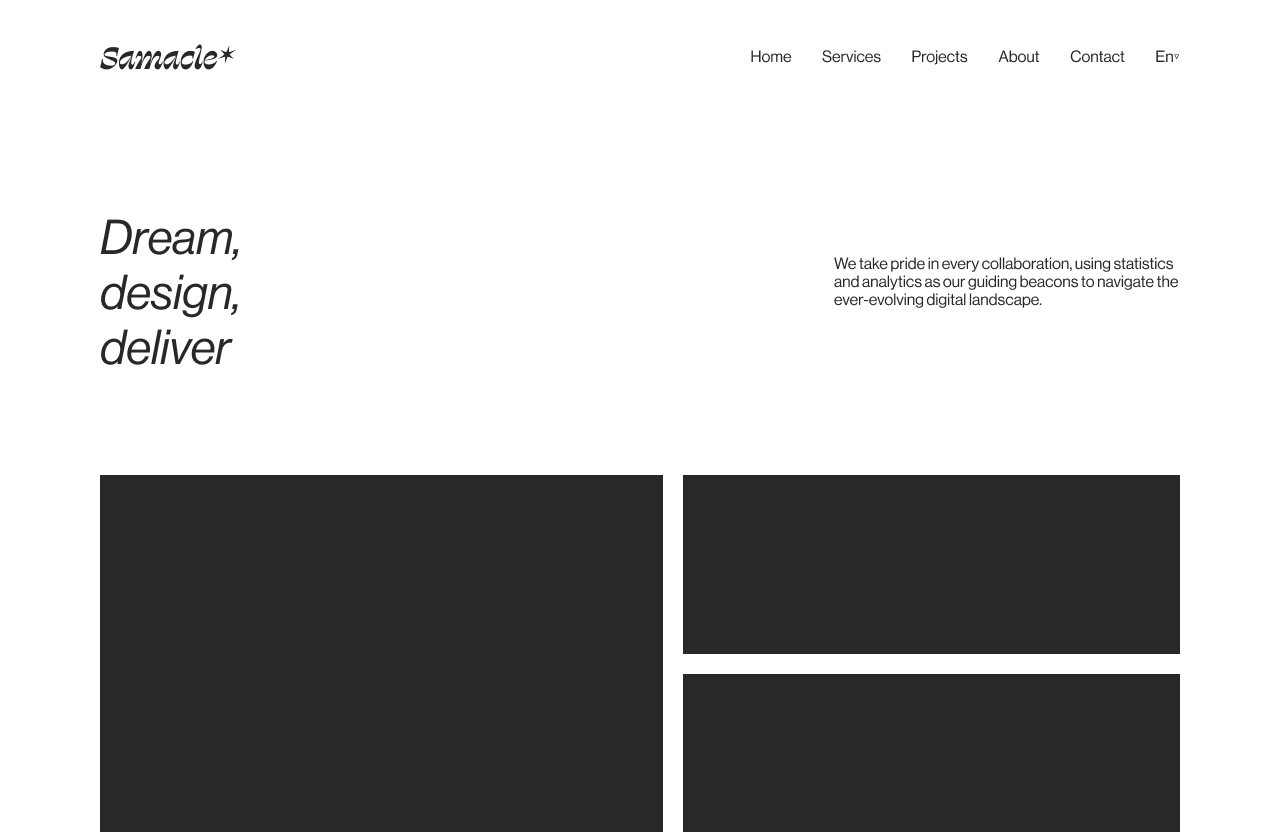 Samacle*
Home Services Projects About Contact En
Dream,
design,
deliver
We take pride in every collaboration, using statistics
and analytics as our guiding beacons to navigate the
ever-evolving digital landscape.